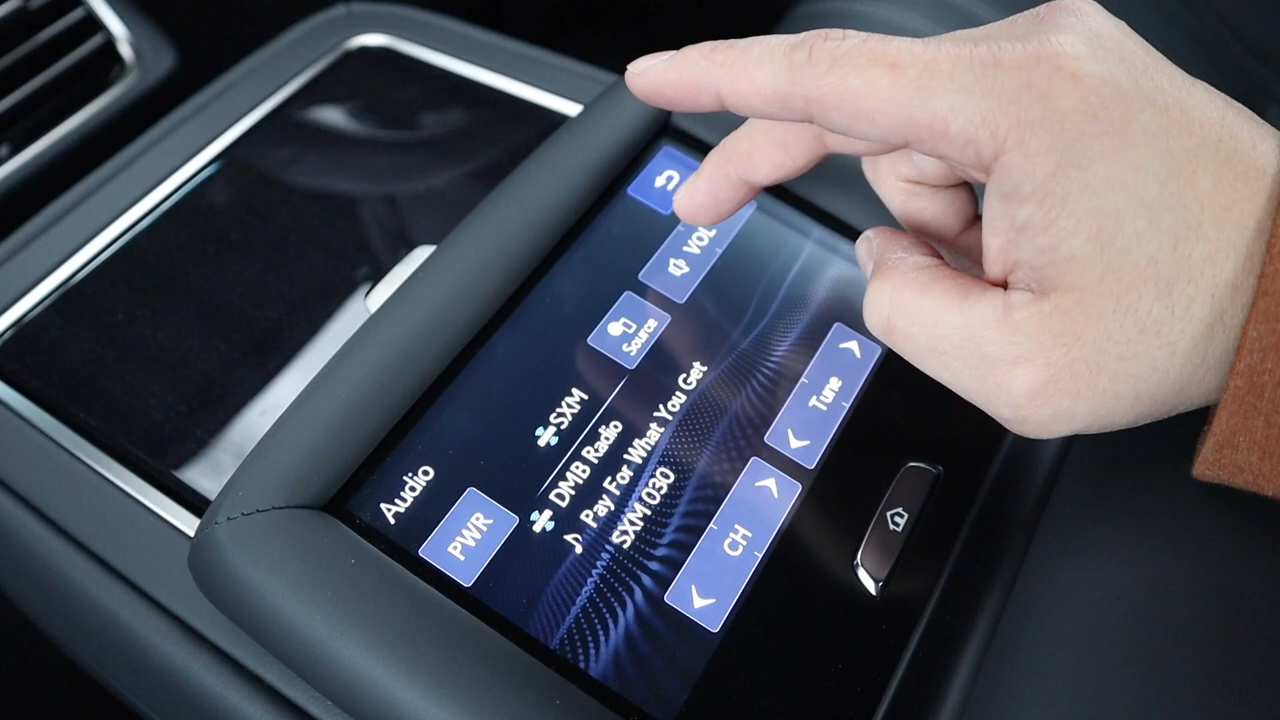 Audio
PWR
SXM
Source
VOL
DMB Radio
Pay For What You Get
SXM 030
CH
Tune